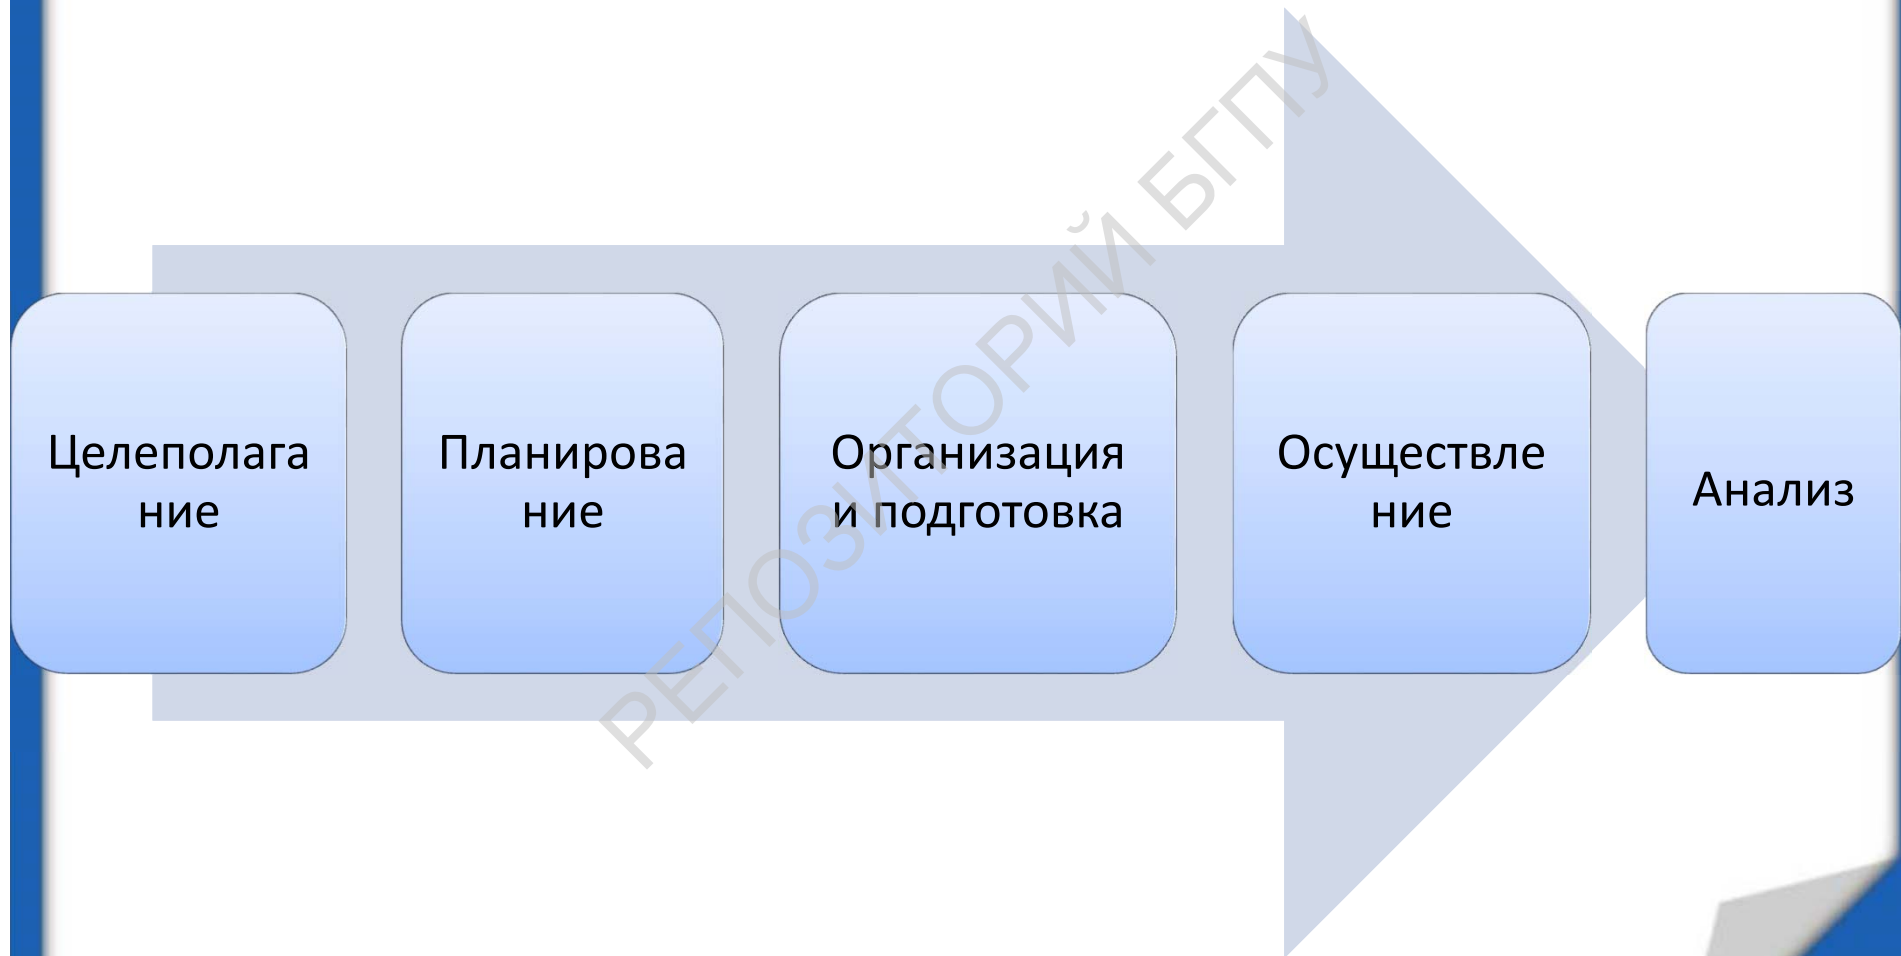 Целеполага
ние
Планирова
ние
Организация
и подготовка
Осуществле
ние
Анализ
РЕПОЗИТОРИЙ БГПУ